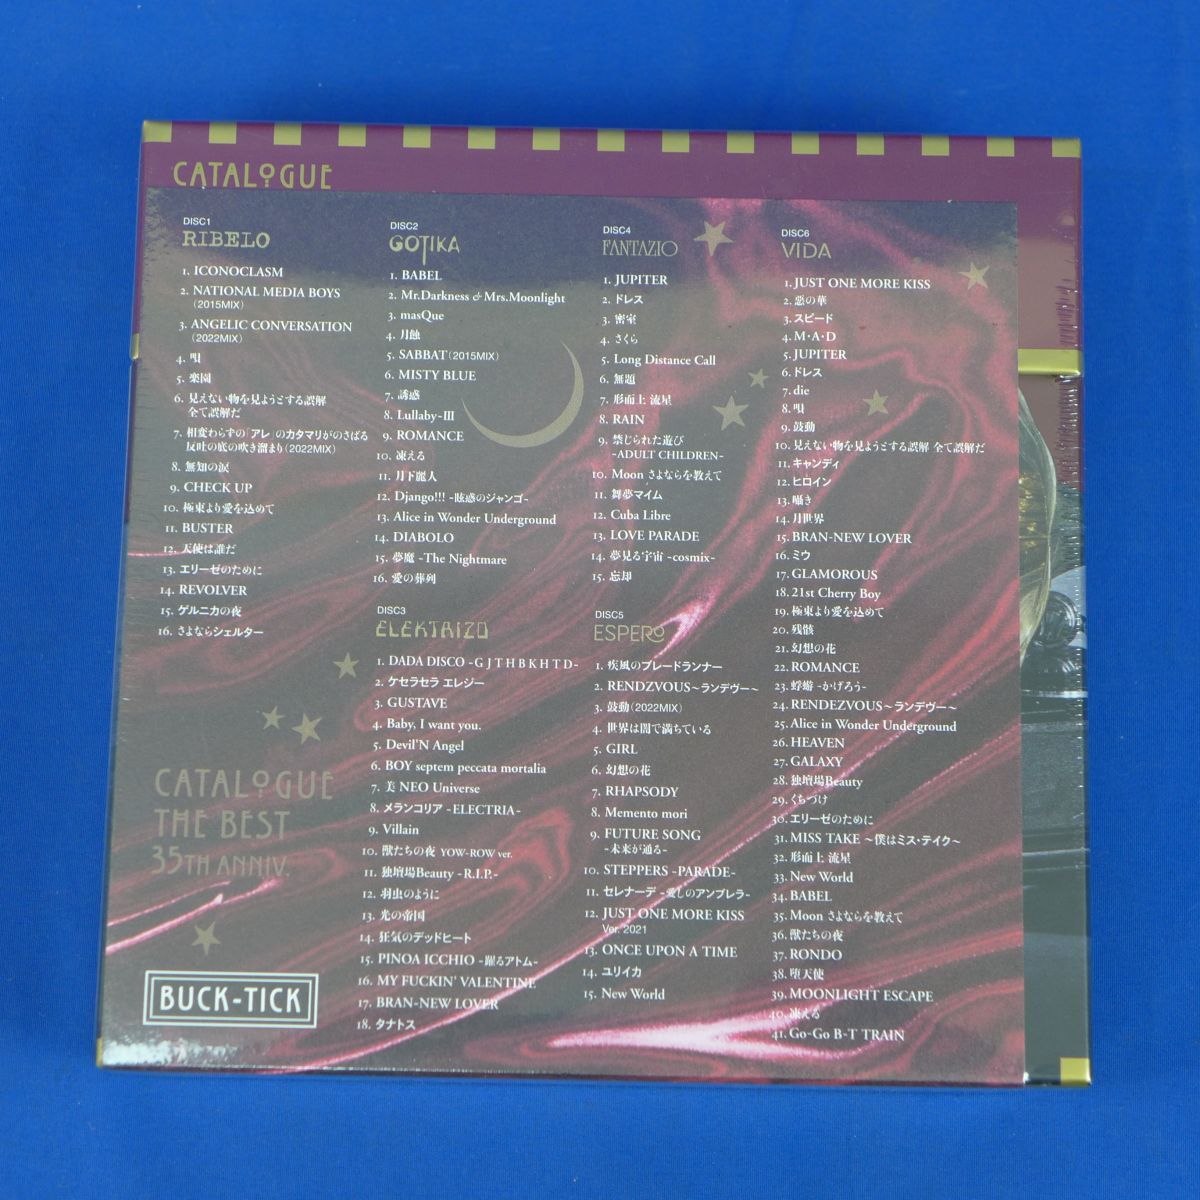 CATALOGUE
DISC1
RIBELO
1. ICONOCLASM
2. NATIONAL MEDIA BOYS
(2015MIX)
3. ANGELIC CONVERSATION
(2022MIX)
4. 唄
5. 楽園
6. 見えない物を見ようとする誤解
全て誤解だ
7. 相変わらずの「アレ」のカタマリがのさばる
反吐の底の吹き溜まり(2022MIX)
8. 無知の涙
9. CHECK UP
10. 極東より愛を込めて
11. BUSTER
12. 天使は誰だ
13. エリーゼのために
14. REVOLVER
15. ゲルニカの夜
16. さよならシェルター
DISC2
GOTIKA
1. BABEL
2. Mr.Darkness & Mrs.Moonlight
3. masQue
4. 月蝕
5. SABBAT(2015MIX)
6. MISTY BLUE
7. 誘惑
8. Lullaby-III
9. ROMANCE
10. 凍える
11. 月下麗人
12. Django!!! -眩惑のジャンゴ-
13. Alice in Wonder Underground
14. DIABOLO
15. 夢魔 -The Nightmare
16. 愛の葬列
DISC3
ELEKTRIZO
1. DADA DISCO -G J T H B K H T D-
2. ケセラセラ エレジー
3. GUSTAVE
4. Baby, I want you.
5. Devil'N Angel
6. BOY septem peccata mortalia
7. 美 NEO Universe
8. メランコリア -ELECTRIA-
9. Villain
10. 獣たちの夜 YOW-ROW ver.
11. 独壇場Beauty -R.I.P.-
12. 羽虫のように
13. 光の帝国
14. 狂気のデッドヒート
15. PINOA ICCHIO -躍るアトム-
16. MY FUCKIN' VALENTINE
17. BRAN-NEW LOVER
18. タナトス
DISC4
FANTAZIO
1. JUPITER
2. ドレス
3. 密室
4. さくら
5. Long Distance Call
6. 無題
7. 形而上 流星
8. RAIN
9. 禁じられた遊び
-ADULT CHILDREN-
10. Moon さよならを教えて
11. 舞夢マイム
12. Cuba Libre
13. LOVE PARADE
14. 夢見る宇宙 -cosmix-
15. 忘却
DISC5
ESPERO
1. 疾風のブレードランナー
2. RENDZVOUS～ランデヴー～
3. 鼓動(2022MIX)
4. 世界は闇で満ちている
5. GIRL
6. 幻想の花
7. RHAPSODY
8. Memento mori
9. FUTURE SONG
-未来が通る-
10. STEPPERS -PARADE-
11. セレナーデ -愛しのアンブレラ-
12. JUST ONE MORE KISS
Ver. 2021
13. ONCE UPON A TIME
14. ユリイカ
15. New World
DISC6
VIDA
1. JUST ONE MORE KISS
2. 悪の華
3. スピード
4. M・A・D
5. JUPITER
6. ドレス
7. die
8. 唄
9. 鼓動
10. 見えない物を見ようとする誤解 全て誤解だ
11. キャンディ
12. ヒロイン
13. 囁き
14. 月世界
15. BRAN-NEW LOVER
16. ミウ
17. GLAMOROUS
18. 21st Cherry Boy
19. 極東より愛を込めて
20. 残骸
21. 幻想の花
22. ROMANCE
23. 蜉蝣 -かげろう-
24. RENDEZVOUS～ランデヴー～
25. Alice in Wonder Underground
26. HEAVEN
27. GALAXY
28. 独壇場Beauty
29. くちづけ
30. エリーゼのために
31. MISS TAKE ～僕はミス・テイク～
32. 形而上 流星
33. New World
34. BABEL
35. Moon さよならを教えて
36. 獣たちの夜
37. RONDO
38. 堕天使
39. MOONLIGHT ESCAPE
40. 凍える
41. Go-Go B-T TRAIN
CATALOGUE
THE BEST
35TH ANNIV.
BUCK-TICK